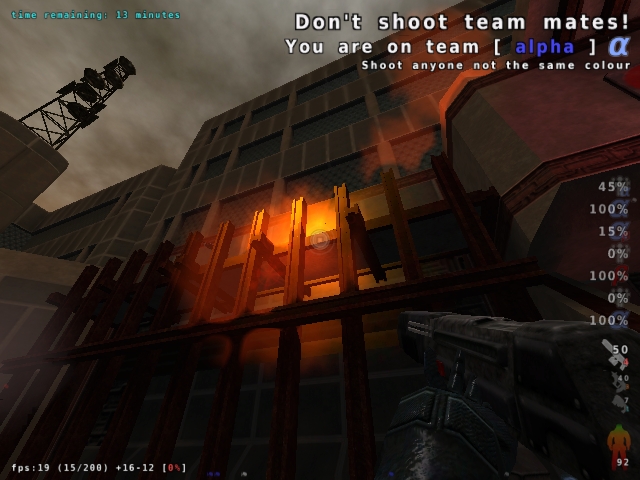 time remaining: 13 minutes
Don't shoot team mates!
You are on team [ alpha ] α
Shoot anyone not the same colour
45%
100%
15%
0%
100%
0%
100%
50
40
7
92
fps:19 (15/200) +16-12 [0%]